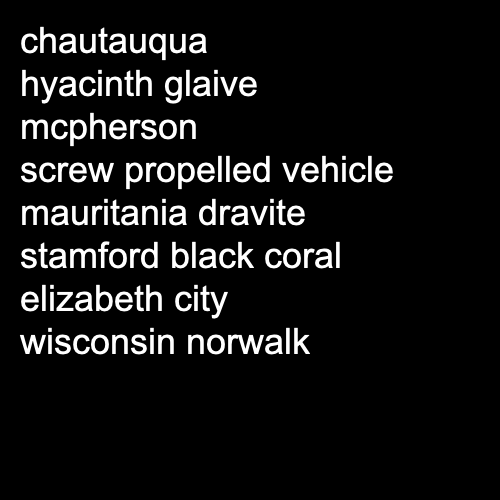 chautauqua
hyacinth glaive
mcpherson
screw propelled vehicle
mauritania dravite
stamford black coral
elizabeth city
wisconsin norwalk